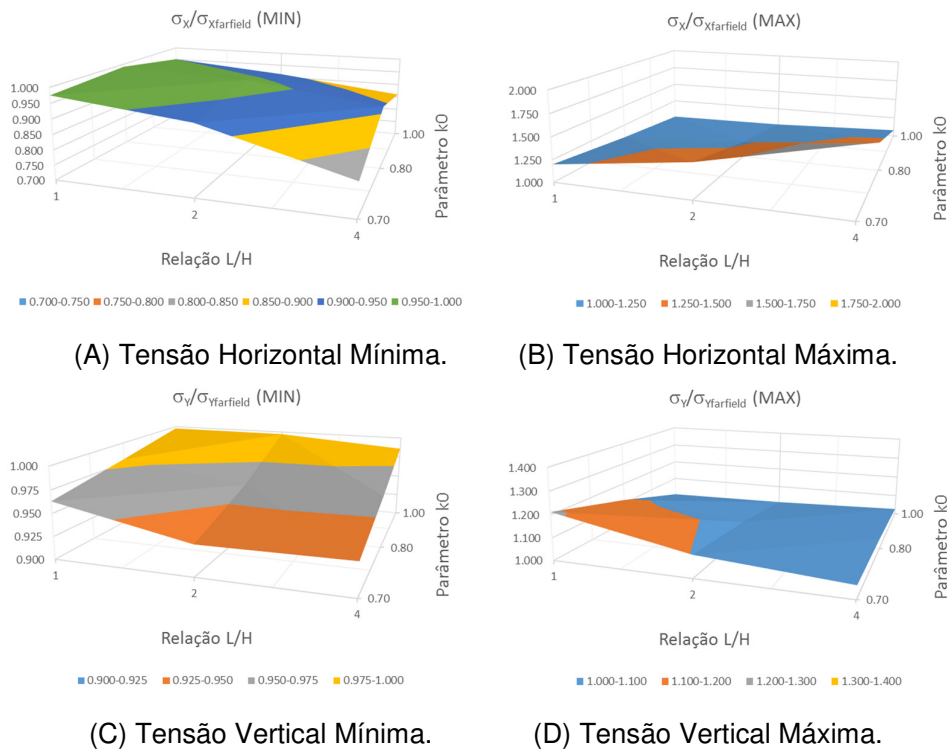 σX/σXfarfield (MIN)
1.000
0.950
0.900
0.850
0.800
0.750
0.700
1
2
4
1.00
0.80
0.70
Parâmetro k0
Relação L/H
0.700-0.750 0.750-0.800 0.800-0.850 0.850-0.900 0.900-0.950 0.950-1.000
(A) Tensão Horizontal Mínima.
σX/σXfarfield (MAX)
2.000
1.750
1.500
1.250
1.000
1
2
4
1.00
0.80
0.70
Parâmetro k0
Relação L/H
1.000-1.250 1.250-1.500 1.500-1.750 1.750-2.000
(B) Tensão Horizontal Máxima.
σY/σYfarfield (MIN)
1.000
0.975
0.950
0.925
0.900
1
2
4
1.00
0.80
0.70
Parâmetro k0
Relação L/H
0.900-0.925 0.925-0.950 0.950-0.975 0.975-1.000
(C) Tensão Vertical Mínima.
σY/σYfarfield (MAX)
1.400
1.300
1.200
1.100
1.000
1
2
4
1.00
0.80
0.70
Parâmetro k0
Relação L/H
1.000-1.100 1.100-1.200 1.200-1.300 1.300-1.400
(D) Tensão Vertical Máxima.